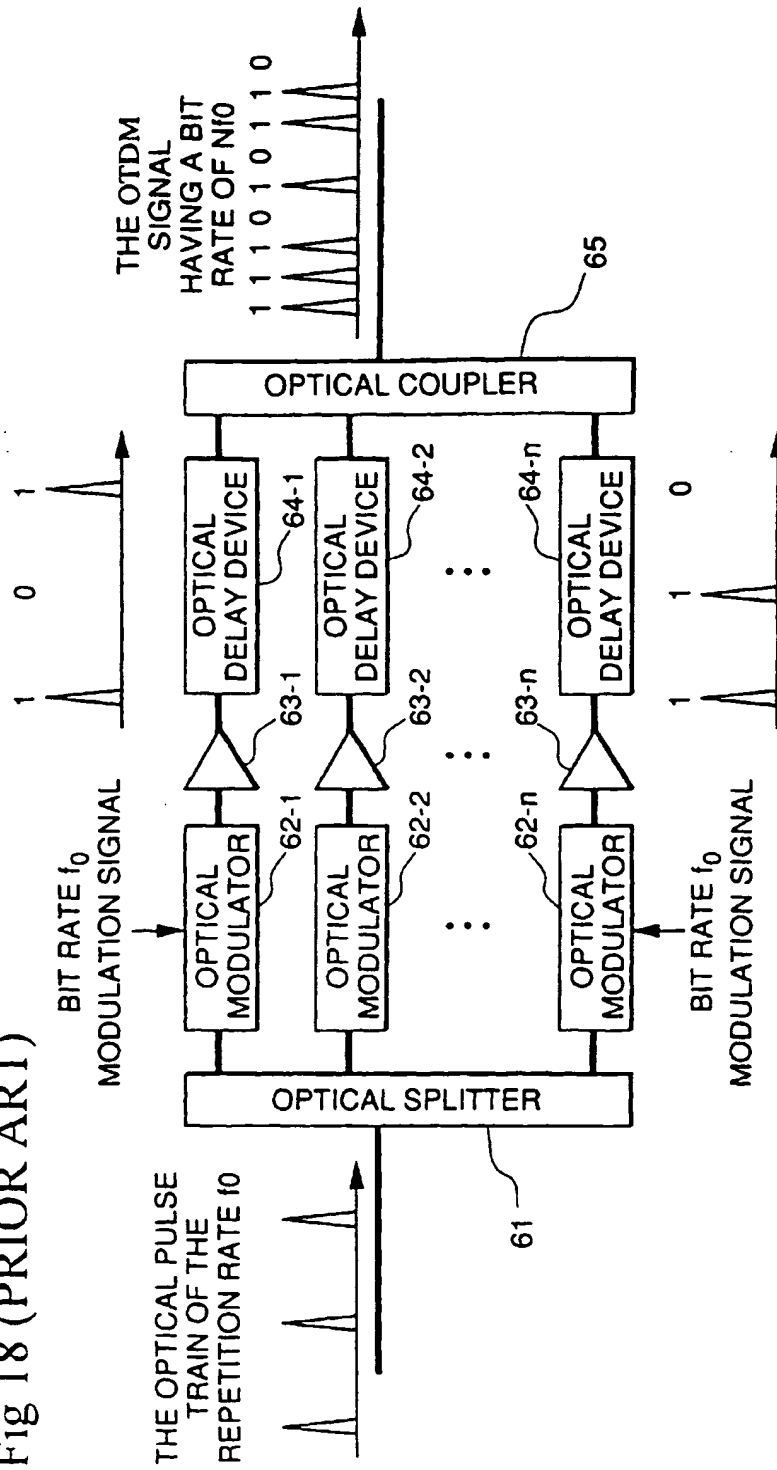 Fig 18 (PRIOR ART)
THE OPTICAL PULSE
TRAIN OF THE
REPETITION RATE f0
61
OPTICAL SPLITTER
BIT RATE f₀
MODULATION SIGNAL
OPTICAL
MODULATOR
62-1
OPTICAL
MODULATOR
62-2
...
OPTICAL
MODULATOR
62-n
BIT RATE f₀
MODULATION SIGNAL
63-1
63-2
...
63-n
1 0 1
OPTICAL
DELAY DEVICE
64-1
OPTICAL
DELAY DEVICE
64-2
...
OPTICAL
DELAY DEVICE
64-n
1 1 0
OPTICAL COUPLER
65
THE OTDM
SIGNAL
HAVING A BIT
RATE OF Nf0
1 1 1 0 1 0 1 1 0